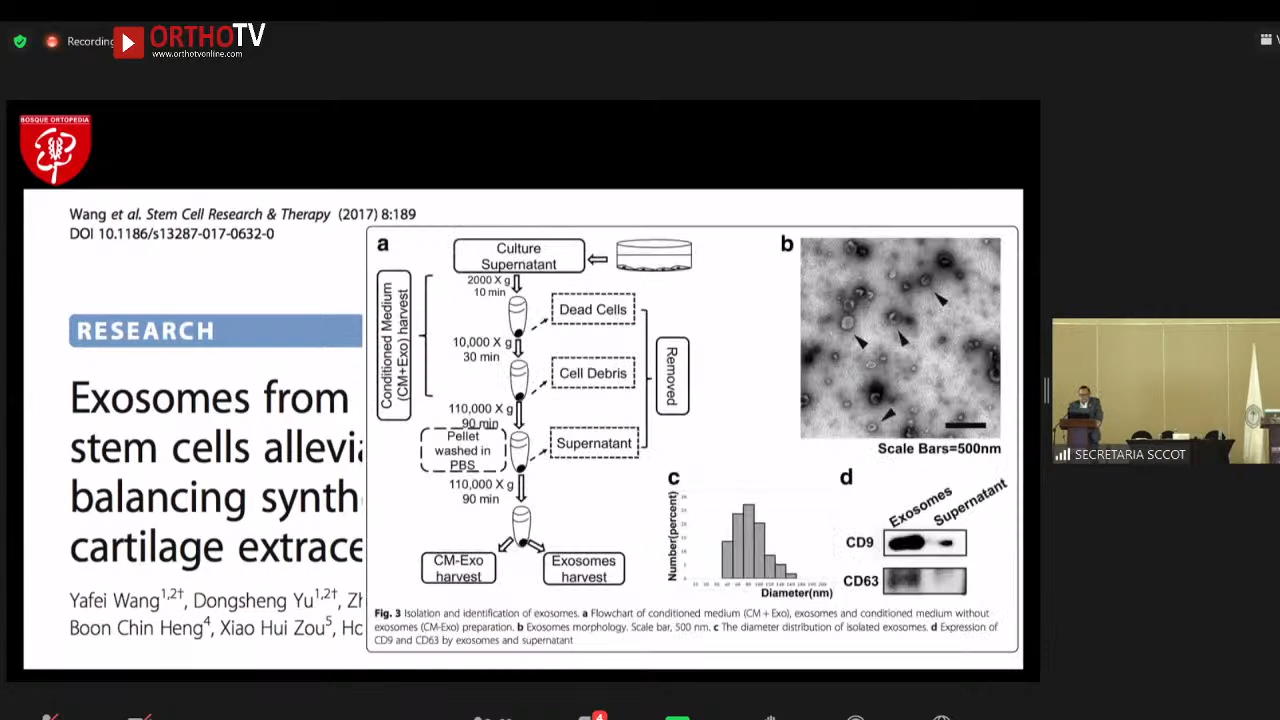 Recording
ORTHOTV
www.orthotvonline.com
BOSQUE ORTOPEDIA
Wang et al. Stem Cell Research & Therapy (2017) 8:189
DOI 10.1186/s13287-017-0632-0
RESEARCH
Exosomes from
stem cells allevi
balancing synth
cartilage extrace
Yafei Wang1,2†, Dongsheng Yu1,2†, Zh
Boon Chin Heng4, Xiao Hui Zou5, Ho
a
Culture
Supernatant
2000 X g
10 min
Conditioned Medium
(CM+Exo) harvest
Dead Cells
10,000 X g
30 min
Cell Debris
Removed
110,000 X g
90 min
Pellet
washed in
PBS
Supernatant
110,000 X g
90 min
CM-Exo
harvest
Exosomes
harvest
b
Scale Bars=500nm
c
Number(percent)
Diameter(nm)
d
Exosomes
Supernatant
CD9
CD63
Fig. 3 Isolation and identification of exosomes. a Flowchart of conditioned medium (CM + Exo), exosomes and conditioned medium without
exosomes (CM-Exo) preparation. b Exosomes morphology. Scale bar, 500 nm. c The diameter distribution of isolated exosomes. d Expression of
CD9 and CD63 by exosomes and supernatant
SECRETARIA SCCOT
4